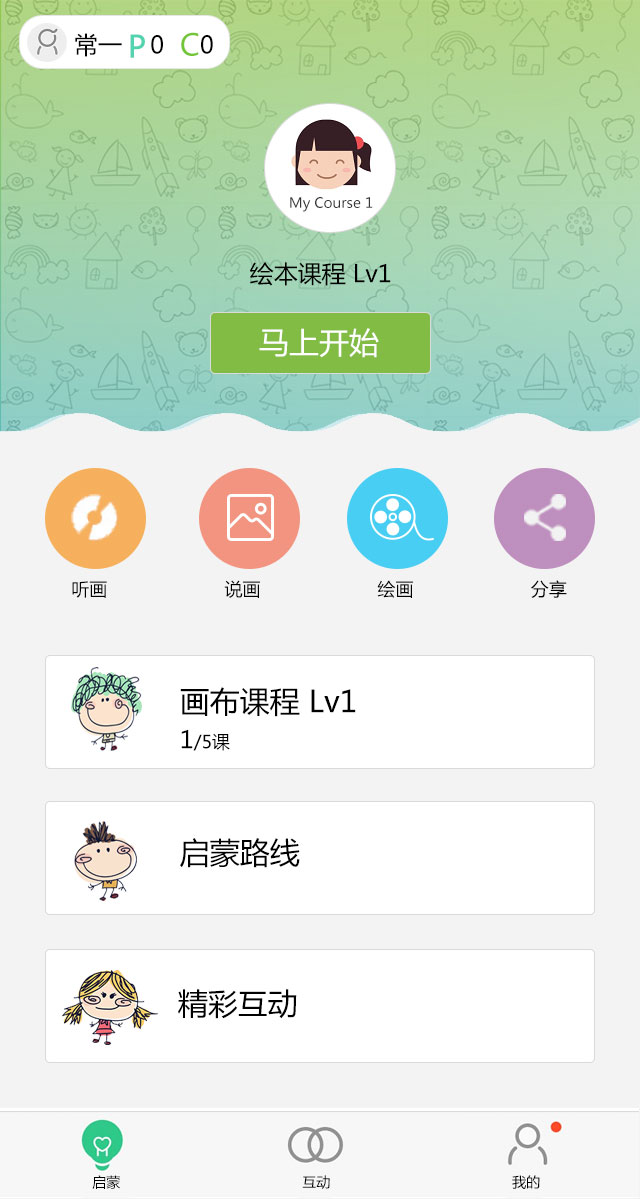 常一 P 0 C 0
My Course 1
绘本课程 Lv1
马上开始
听画 说画 绘画 分享
画布课程 Lv1
1/5课
启蒙路线
精彩互动
启蒙 互动 我的